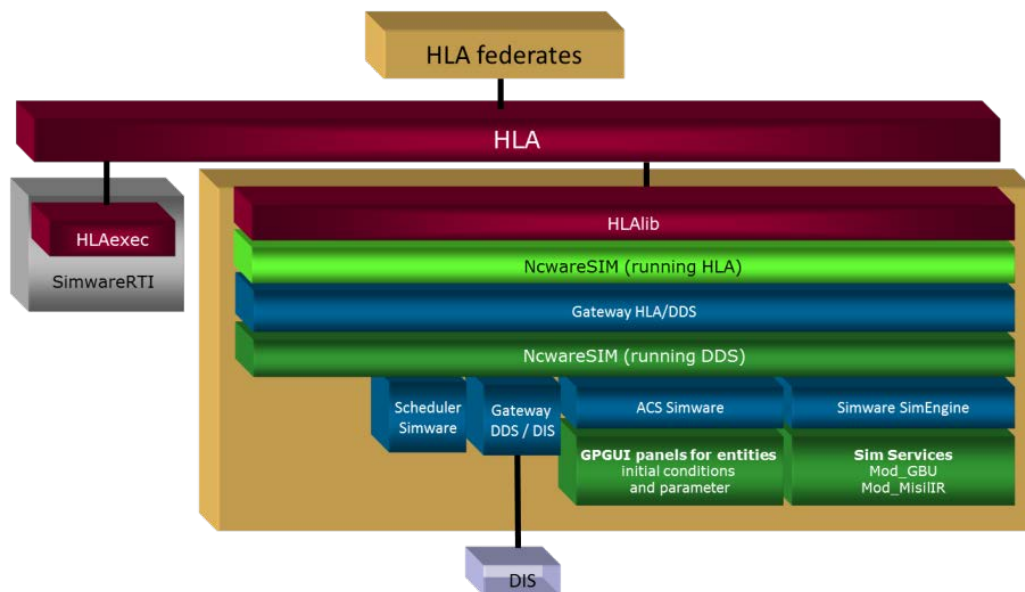 HLA federates
HLA
HLAexec
SimwareRTI
HLAlib
NcwareSIM (running HLA)
Gateway HLA/DDS
NcwareSIM (running DDS)
Scheduler
Simware
Gateway
DDS / DIS
ACS Simware
Simware SimEngine
GPGUI panels for entities
initial conditions
and parameter
Sim Services
Mod_GBU
Mod_MisilIR
DIS